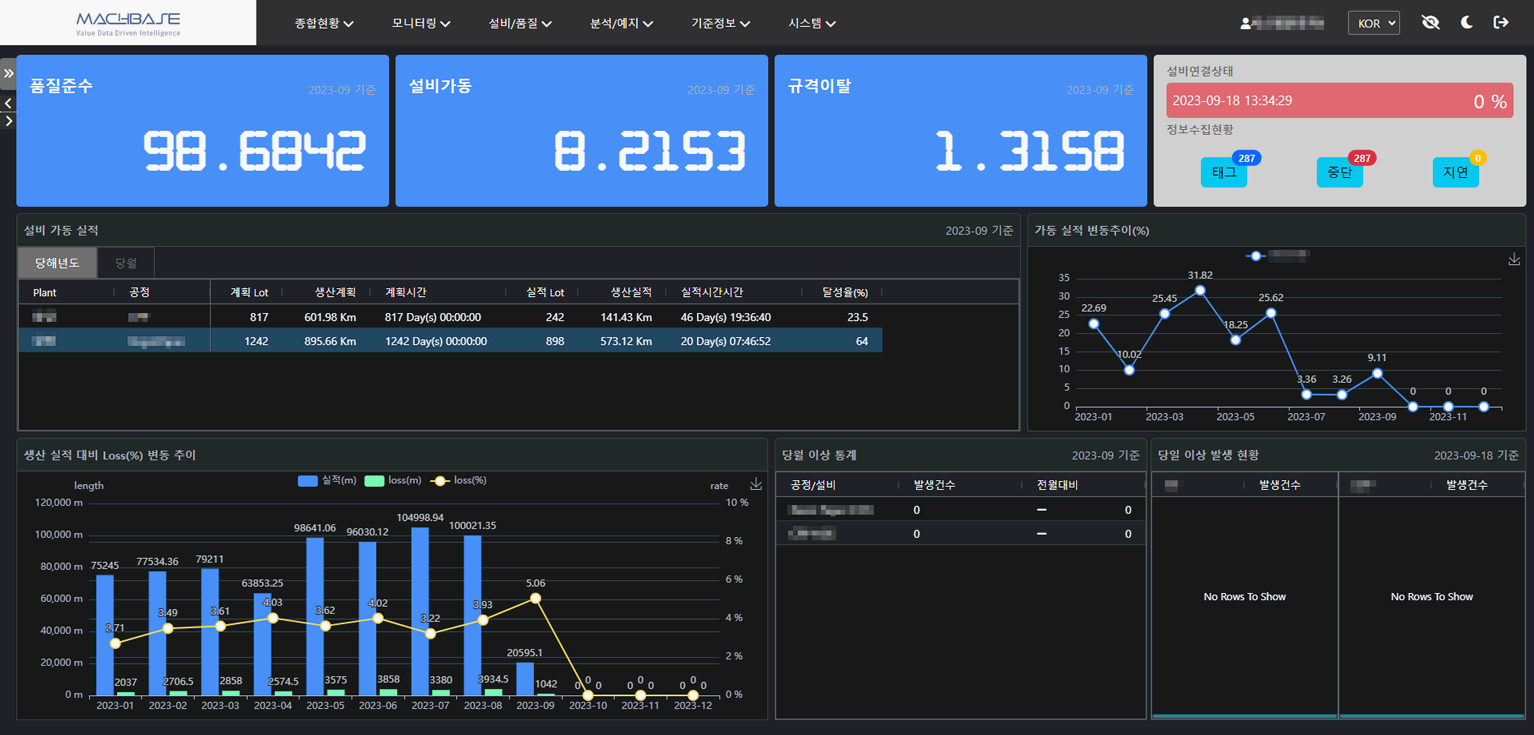 MACHBASE
Value Data Driven Intelligence
종합현황 모니터링 설비/품질 분석/예지 기준정보 시스템 KOR
품질준수 2023-09 기준
98.6842
설비가동 2023-09 기준
8.2153
규격이탈 2023-09 기준
1.3158
설비연결상태
2023-09-18 13:34:29 0 %
정보수집현황
태그 287 중단 287 지연 0
설비 가동 실적 2023-09 기준
당해년도 당월
Plant 공정 계획 Lot 생산계획 계획시간 실적 Lot 생산실적 실적시간시간 달성율(%)
817 601.98 Km 817 Day(s) 00:00:00 242 141.43 Km 46 Day(s) 19:36:40 23.5
1242 895.66 Km 1242 Day(s) 00:00:00 898 573.12 Km 20 Day(s) 07:46:52 64
가동 실적 변동추이(%)
35
30
25
20
15
10
5
0
22.69 10.02 25.45 31.82 18.25 25.62 3.36 3.26 9.11 0 0 0
2023-01 2023-03 2023-05 2023-07 2023-09 2023-11
생산 실적 대비 Loss(%) 변동 추이
실적(m) loss(m) loss(%)
length rate
120,000 m 10 %
100,000 m 8 %
80,000 m 6 %
60,000 m 4 %
40,000 m 2 %
20,000 m
0 m 0 %
75245 77534.36 79211 63853.25 98641.06 96030.12 104998.94 100021.35 20595.1 0 0 0
2.71 3.49 3.61 4.03 3.62 4.02 3.22 3.93 5.06 0 0 0
2037 2706.5 2858 2574.5 3575 3858 3380 3934.5 1042 0 0 0
2023-01 2023-02 2023-03 2023-04 2023-05 2023-06 2023-07 2023-08 2023-09 2023-10 2023-11 2023-12
당월 이상 통계 2023-09 기준
공정/설비 발생건수 전월대비
0 – 0
0 – 0
당일 이상 발생 현황 2023-09-18 기준
발생건수 발생건수
No Rows To Show No Rows To Show